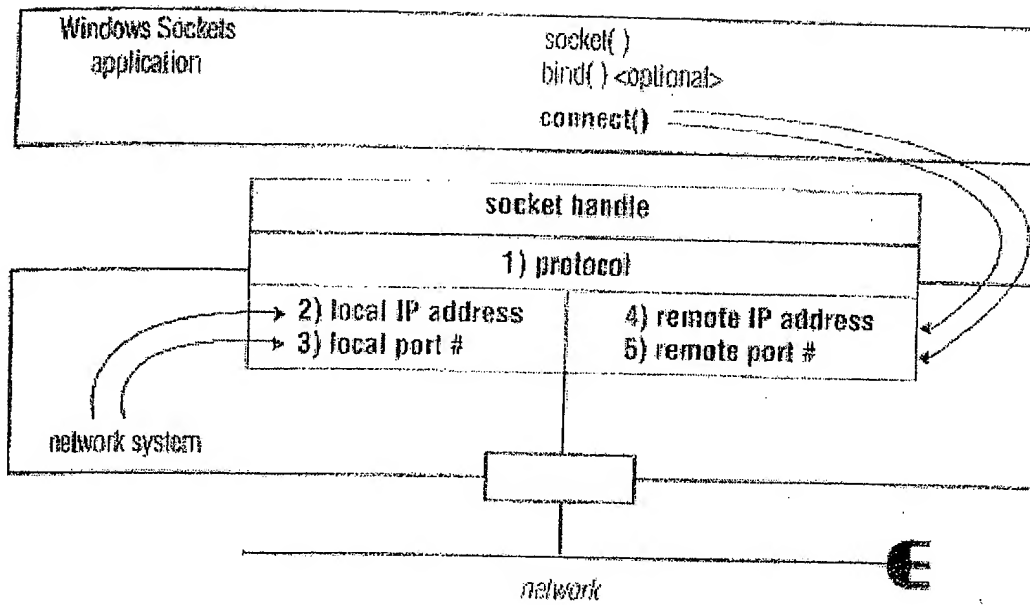 Windows Sockets
application
socket( )
bind( ) <optional>
connect()
socket handle
1) protocol
2) local IP address
3) local port #
4) remote IP address
5) remote port #
network system
network